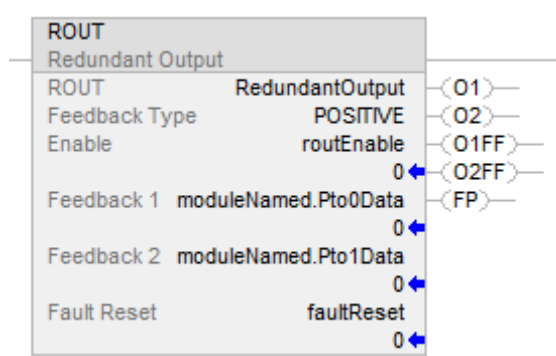 ROUT
Redundant Output
ROUT RedundantOutput (O1)
Feedback Type POSITIVE (O2)
Enable routEnable (O1FF)
0 (O2FF)
Feedback 1 moduleNamed.Pto0Data (FP)
0
Feedback 2 moduleNamed.Pto1Data
0
Fault Reset faultReset
0